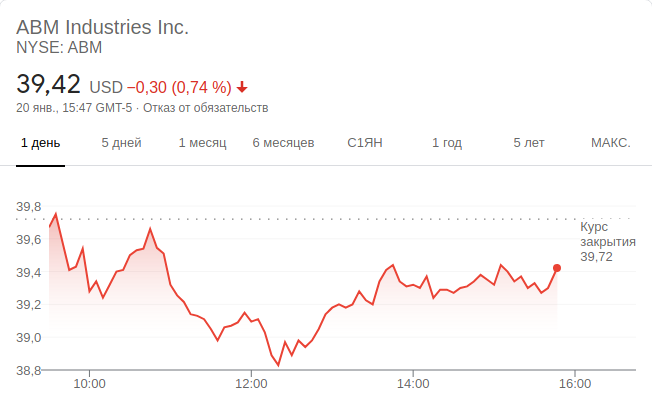 ABM Industries Inc.
NYSE: ABM
39,42 USD −0,30 (0,74 %)
20 янв., 15:47 GMT-5 · Отказ от обязательств
1 день 5 дней 1 месяц 6 месяцев С1ЯН 1 год 5 лет МАКС.
39,8
39,6
39,4
39,2
39,0
38,8
Курс
закрытия
39,72
10:00 12:00 14:00 16:00